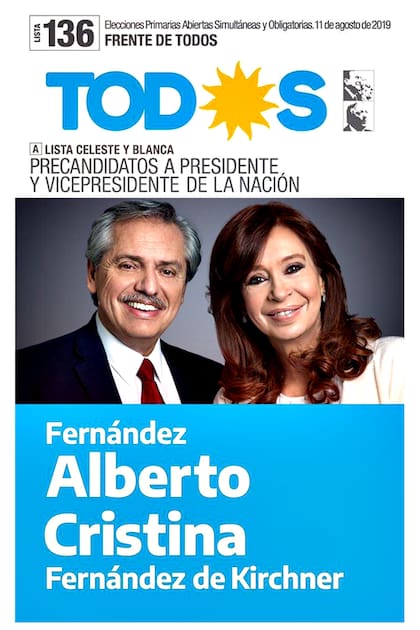 LISTA
136
Elecciones Primarias Abiertas Simultáneas y Obligatorias. 11 de agosto de 2019
FRENTE DE TODOS
TODOS
A LISTA CELESTE Y BLANCA
PRECANDIDATOS A PRESIDENTE
Y VICEPRESIDENTE DE LA NACIÓN
Fernández
Alberto
Cristina
Fernández de Kirchner